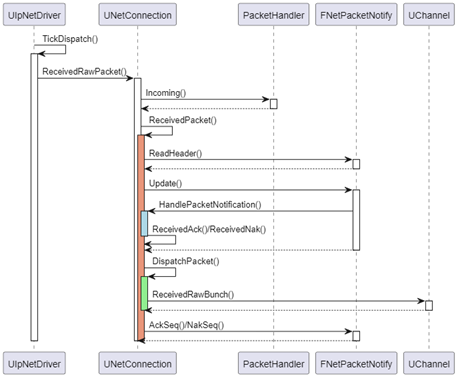 UIpNetDriver UNetConnection PacketHandler FNetPacketNotify UChannel
TickDispatch()
ReceivedRawPacket()
Incoming()
ReceivedPacket()
ReadHeader()
Update()
HandlePacketNotification()
ReceivedAck()/ReceivedNak()
DispatchPacket()
ReceivedRawBunch()
AckSeq()/NakSeq()
UIpNetDriver UNetConnection PacketHandler FNetPacketNotify UChannel